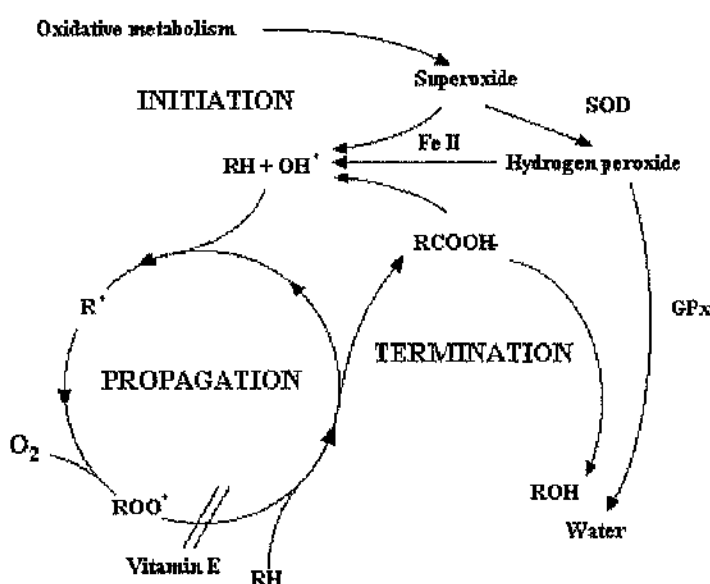 Oxidative metabolism
Superoxide
INITIATION
SOD
Fe II
RH + OH⁺
Hydrogen peroxide
RCOOH-
R⁺
GPx
TERMINATION
PROPAGATION
O₂
ROO⁺
ROH
Vitamin E
RH
Water